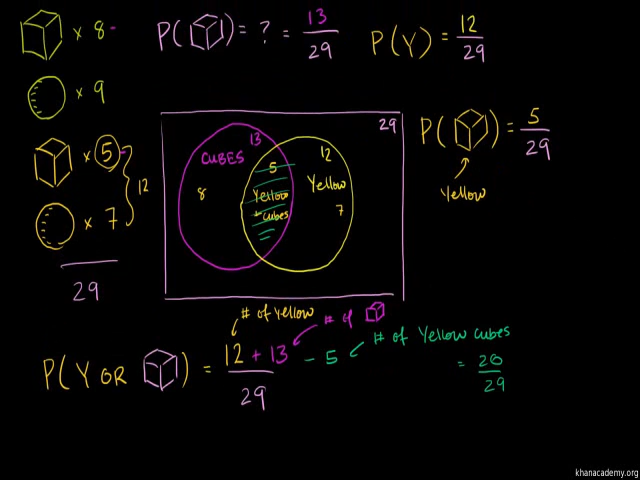 × 8
× 9
× 5
× 7
12
29
P( ) = ? = 13/29
P(Y) = 12/29
P( ) = 5/29
Yellow
29
13
CUBES
8
5
Yellow
cubes
12
Yellow
7
# of Yellow
# of
# of Yellow cubes
P(Y OR ) = 12 + 13 - 5 / 29
= 20/29
khanacademy.org